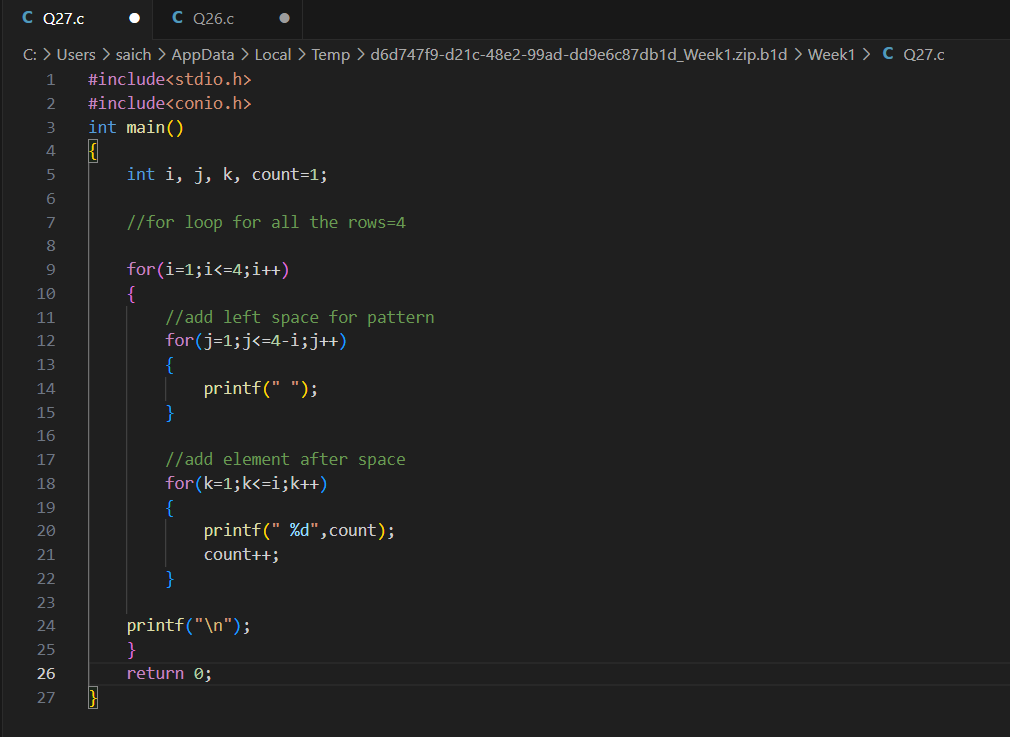 C Q27.c ● C Q26.c ●
C: > Users > saich > AppData > Local > Temp > d6d747f9-d21c-48e2-99ad-dd9e6c87db1d_Week1.zip.b1d > Week1 > C Q27.c
1 #include<stdio.h>
2 #include<conio.h>
3 int main()
4 {
5     int i, j, k, count=1;
6
7     //for loop for all the rows=4
8
9     for(i=1;i<=4;i++)
10     {
11         //add left space for pattern
12         for(j=1;j<=4-i;j++)
13         {
14             printf(" ");
15         }
16
17         //add element after space
18         for(k=1;k<=i;k++)
19         {
20             printf(" %d",count);
21             count++;
22         }
23
24     printf("\n");
25     }
26     return 0;
27 }